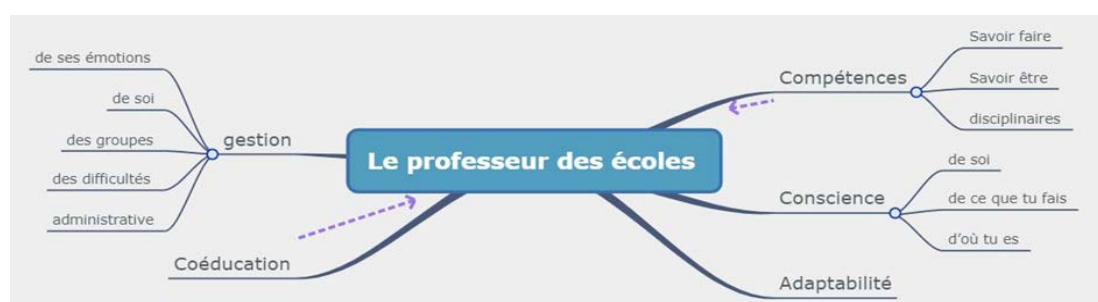 de ses émotions
de soi
des groupes
des difficultés
administrative
gestion
Coéducation
Le professeur des écoles
Compétences
Savoir faire
Savoir être
disciplinaires
Conscience
de soi
de ce que tu fais
d'où tu es
Adaptabilité